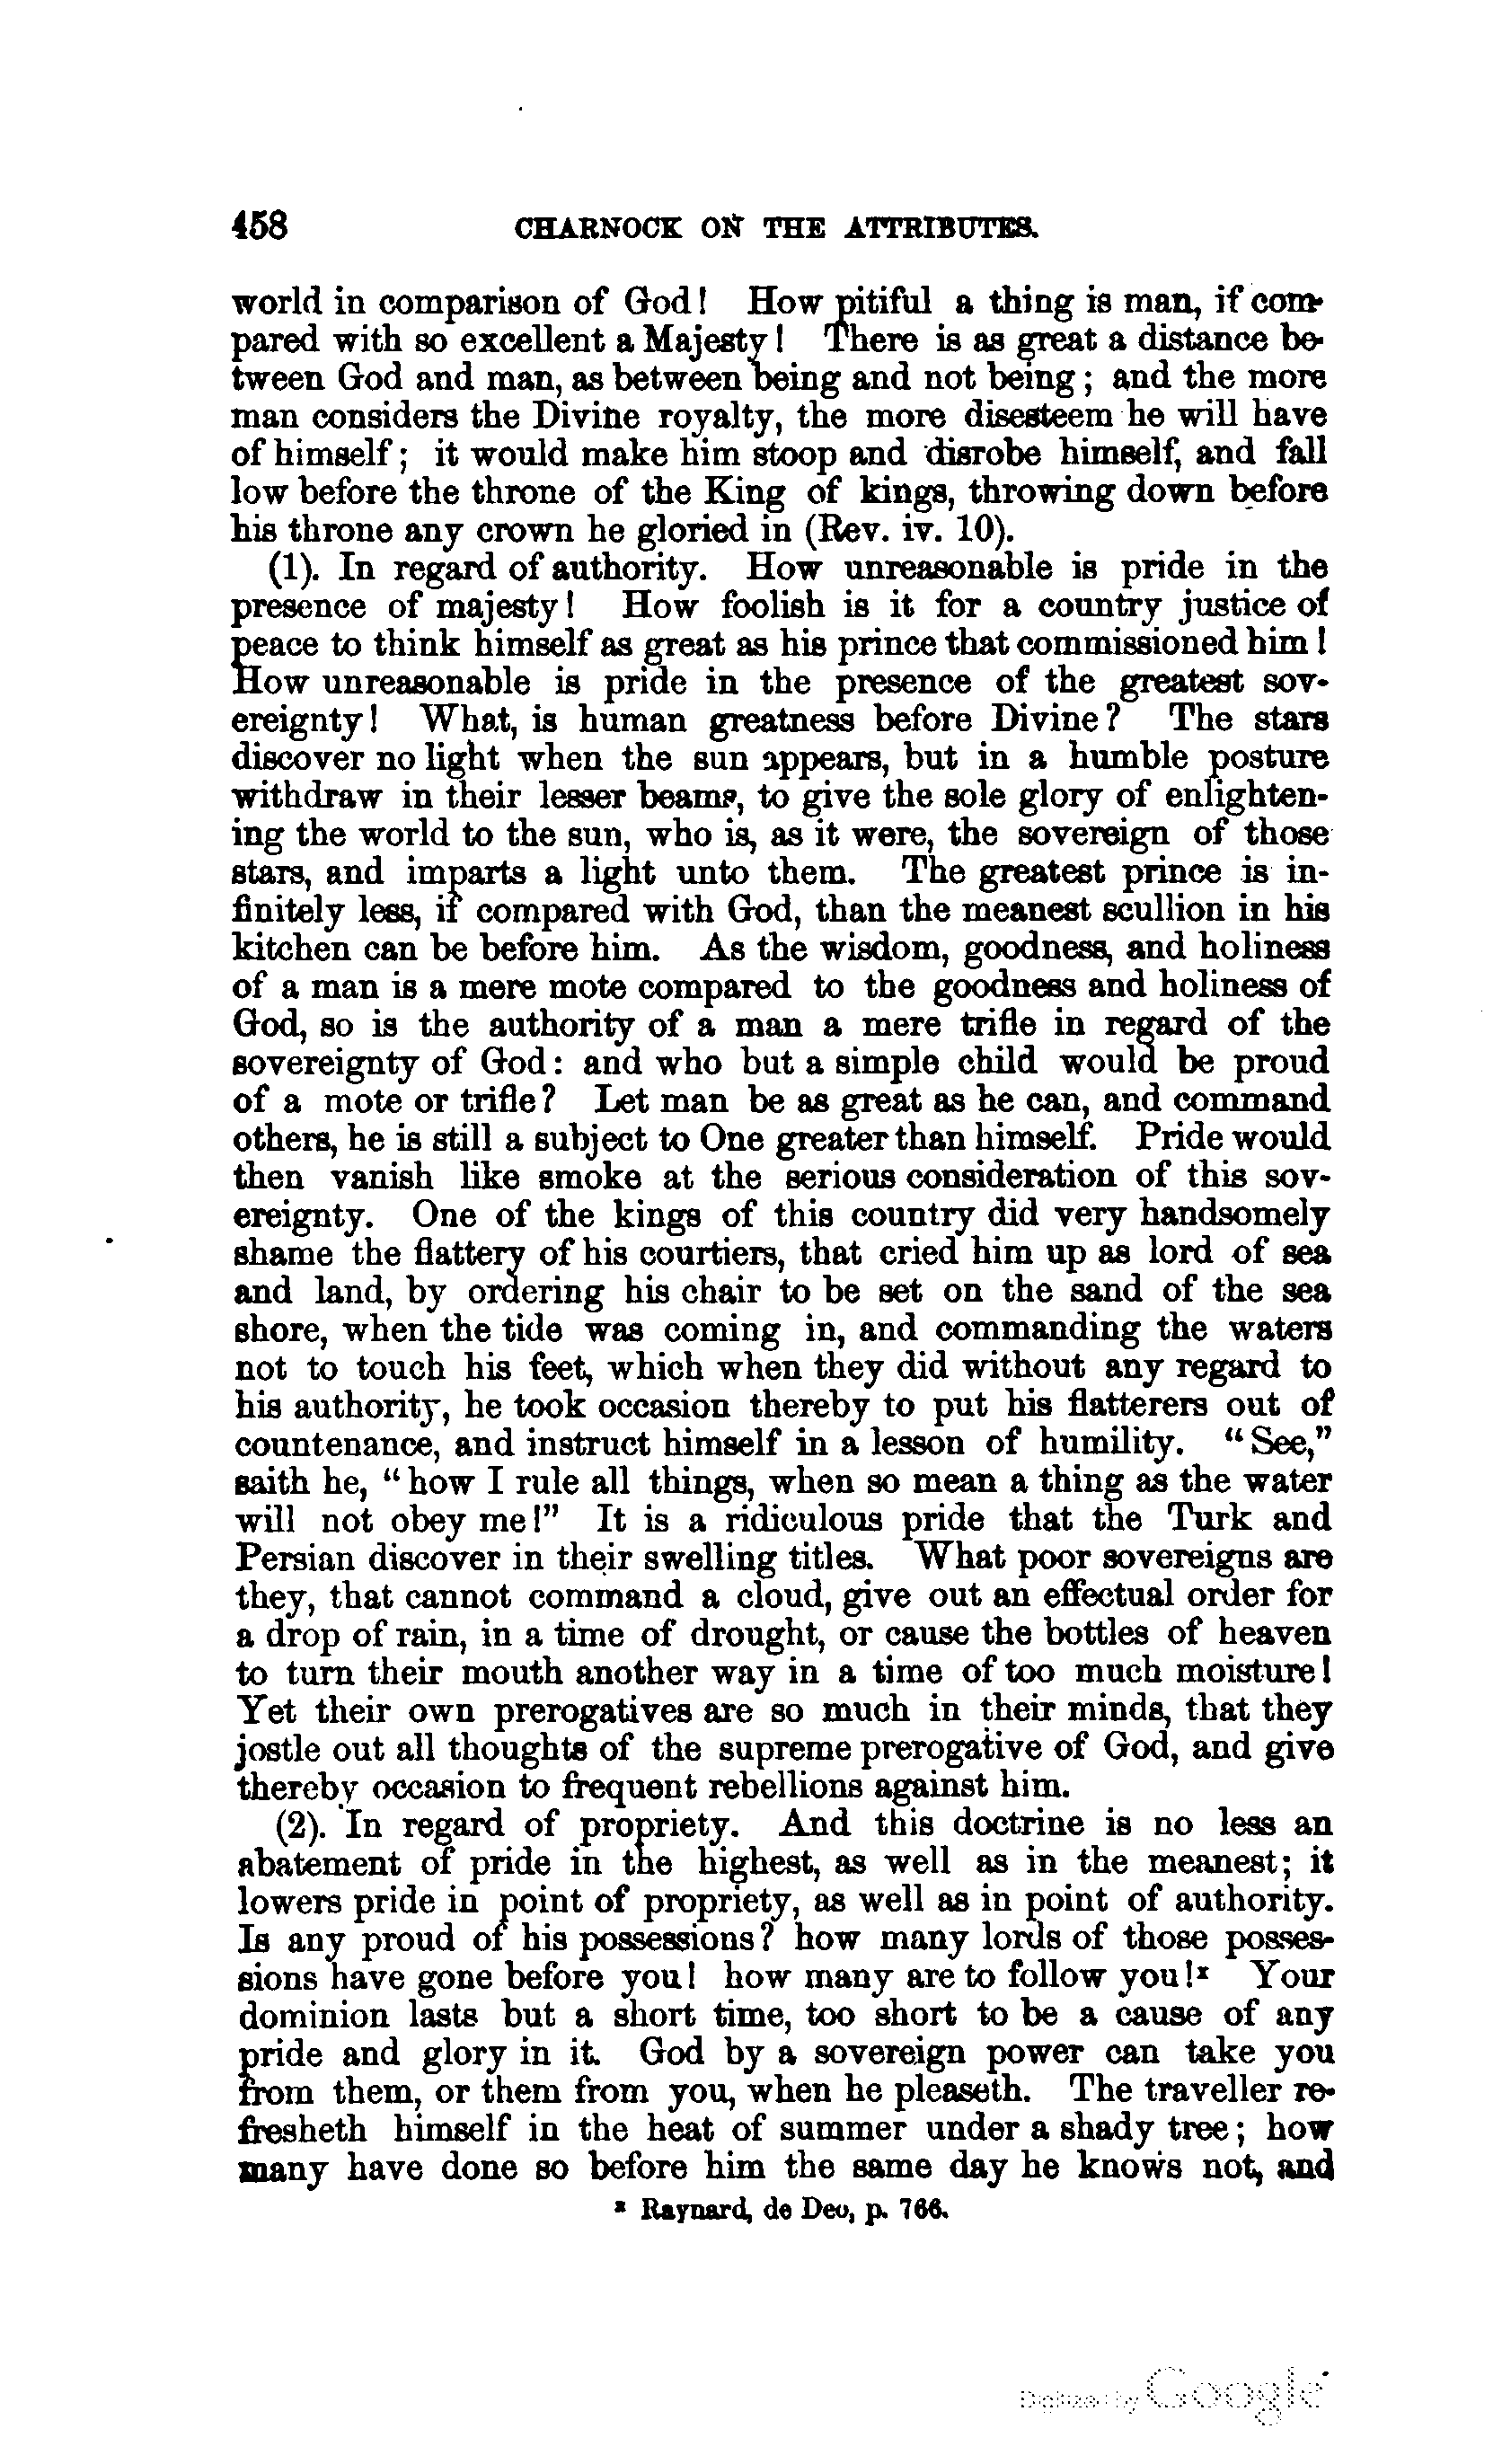 458 CHARNOCK ON THE ATTRIBUTES.
world in comparison of God! How pitiful a thing is man, if com-
pared with so excellent a Majesty! There is as great a distance be-
tween God and man, as between being and not being; and the more
man considers the Divine royalty, the more disesteem he will have
of himself; it would make him stoop and disrobe himself, and fall
low before the throne of the King of kings, throwing down before
his throne any crown he gloried in (Rev. iv. 10).
(1). In regard of authority. How unreasonable is pride in the
presence of majesty! How foolish is it for a country justice of
peace to think himself as great as his prince that commissioned him!
How unreasonable is pride in the presence of the greatest sov-
ereignty! What, is human greatness before Divine? The stars
discover no light when the sun appears, but in a humble posture
withdraw in their lesser beams, to give the sole glory of enlighten-
ing the world to the sun, who is, as it were, the sovereign of those
stars, and imparts a light unto them. The greatest prince is in-
finitely less, if compared with God, than the meanest scullion in his
kitchen can be before him. As the wisdom, goodness, and holiness
of a man is a mere mote compared to the goodness and holiness of
God, so is the authority of a man a mere trifle in regard of the
sovereignty of God: and who but a simple child would be proud
of a mote or trifle? Let man be as great as he can, and command
others, he is still a subject to One greater than himself. Pride would
then vanish like smoke at the serious consideration of this sov-
ereignty. One of the kings of this country did very handsomely
shame the flattery of his courtiers, that cried him up as lord of sea
and land, by ordering his chair to be set on the sand of the sea
shore, when the tide was coming in, and commanding the waters
not to touch his feet, which when they did without any regard to
his authority, he took occasion thereby to put his flatterers out of
countenance, and instruct himself in a lesson of humility. "See,"
saith he, "how I rule all things, when so mean a thing as the water
will not obey me!" It is a ridiculous pride that the Turk and
Persian discover in their swelling titles. What poor sovereigns are
they, that cannot command a cloud, give out an effectual order for
a drop of rain, in a time of drought, or cause the bottles of heaven
to turn their mouth another way in a time of too much moisture!
Yet their own prerogatives are so much in their minds, that they
jostle out all thoughts of the supreme prerogative of God, and give
thereby occasion to frequent rebellions against him.
(2). In regard of propriety. And this doctrine is no less an
abatement of pride in the highest, as well as in the meanest; it
lowers pride in point of propriety, as well as in point of authority.
Is any proud of his possessions? how many lords of those posses-
sions have gone before you! how many are to follow you!x Your
dominion lasts but a short time, too short to be a cause of any
pride and glory in it. God by a sovereign power can take you
from them, or them from you, when he pleaseth. The traveller re-
fresheth himself in the heat of summer under a shady tree; how
many have done so before him the same day he knows not, and
x Raynard, de Deo, p. 766.
Digitized by Google